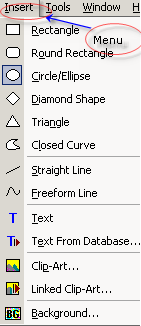 Insert Tools Window H
Menu
Rectangle
Round Rectangle
Circle/Ellipse
Diamond Shape
Triangle
Closed Curve
Straight Line
Freeform Line
T Text
T Text From Database...
Clip-Art...
Linked Clip-Art...
BG Background...